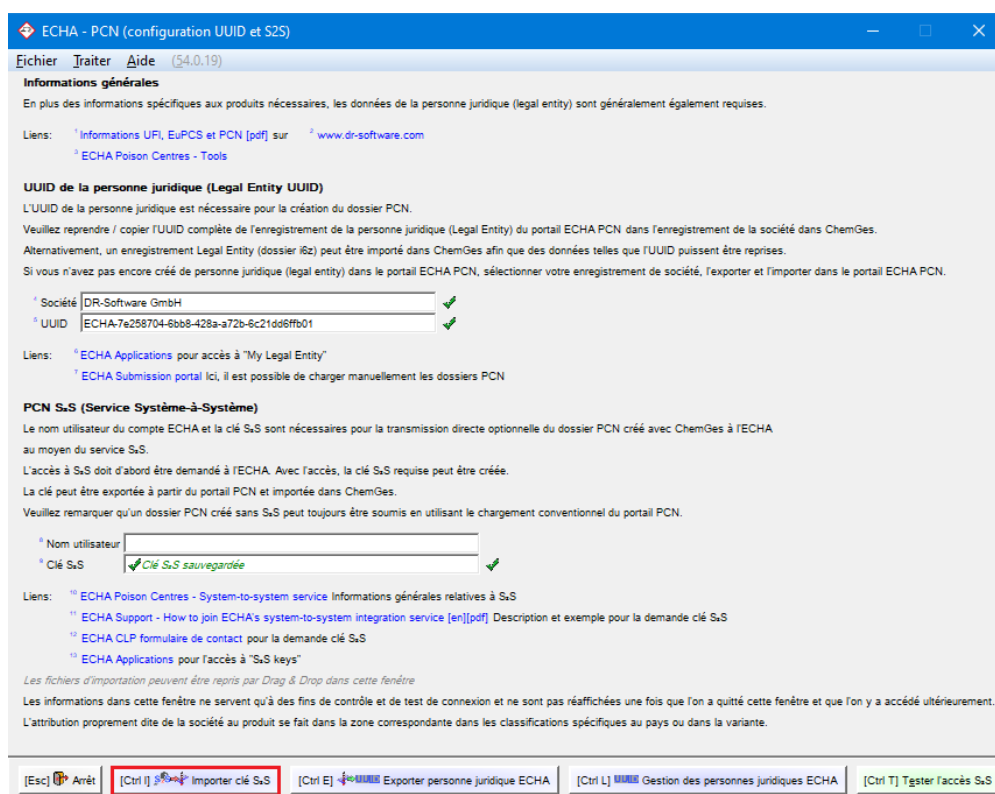 ECHA - PCN (configuration UUID et S2S)
Fichier Traiter Aide (54.0.19)
Informations générales
En plus des informations spécifiques aux produits nécessaires, les données de la personne juridique (legal entity) sont généralement également requises.
Liens: 1 Informations UFI, EuPCS et PCN [pdf] sur 2 www.dr-software.com
3 ECHA Poison Centres - Tools
UUID de la personne juridique (Legal Entity UUID)
L'UUID de la personne juridique est nécessaire pour la création du dossier PCN.
Veuillez reprendre / copier l'UUID complète de l'enregistrement de la personne juridique (Legal Entity) du portail ECHA PCN dans l'enregistrement de la société dans ChemGes.
Alternativement, un enregistrement Legal Entity (dossier i6z) peut être importé dans ChemGes afin que des données telles que l'UUID puissent être reprises.
Si vous n'avez pas encore créé de personne juridique (legal entity) dans le portail ECHA PCN, sélectionner votre enregistrement de société, l'exporter et l'importer dans le portail ECHA PCN.
4 Société DR-Software GmbH
5 UUID ECHA-7e258704-6bb8-428a-a72b-6c21dd6ffb01
Liens: 6 ECHA Applications pour accès à "My Legal Entity"
7 ECHA Submission portal Ici, il est possible de charger manuellement les dossiers PCN
PCN S₂S (Service Système-à-Système)
Le nom utilisateur du compte ECHA et la clé S₂S sont nécessaires pour la transmission directe optionnelle du dossier PCN créé avec ChemGes à l'ECHA
au moyen du service S₂S.
L'accès à S₂S doit d'abord être demandé à l'ECHA. Avec l'accès, la clé S₂S requise peut être créée.
La clé peut être exportée à partir du portail PCN et importée dans ChemGes.
Veuillez remarquer qu'un dossier PCN créé sans S₂S peut toujours être soumis en utilisant le chargement conventionnel du portail PCN.
8 Nom utilisateur
9 Clé S₂S Clé S₂S sauvegardée
Liens: 10 ECHA Poison Centres - System-to-system service Informations générales relatives à S₂S
11 ECHA Support - How to join ECHA's system-to-system integration service [en][pdf] Description et exemple pour la demande clé S₂S
12 ECHA CLP formulaire de contact pour la demande clé S₂S
13 ECHA Applications pour l'accès à "S₂S keys"
Les fichiers d'importation peuvent être repris par Drag & Drop dans cette fenêtre
Les informations dans cette fenêtre ne servent qu'à des fins de contrôle et de test de connexion et ne sont pas réaffichées une fois que l'on a quitté cette fenêtre et que l'on y a accédé ultérieurement.
L'attribution proprement dite de la société au produit se fait dans la zone correspondante dans les classifications spécifiques au pays ou dans la variante.
[Esc] Arrêt [Ctrl I] Importer clé S₂S [Ctrl E] UUID Exporter personne juridique ECHA [Ctrl L] UUID Gestion des personnes juridiques ECHA [Ctrl T] Tester l'accès S₂S